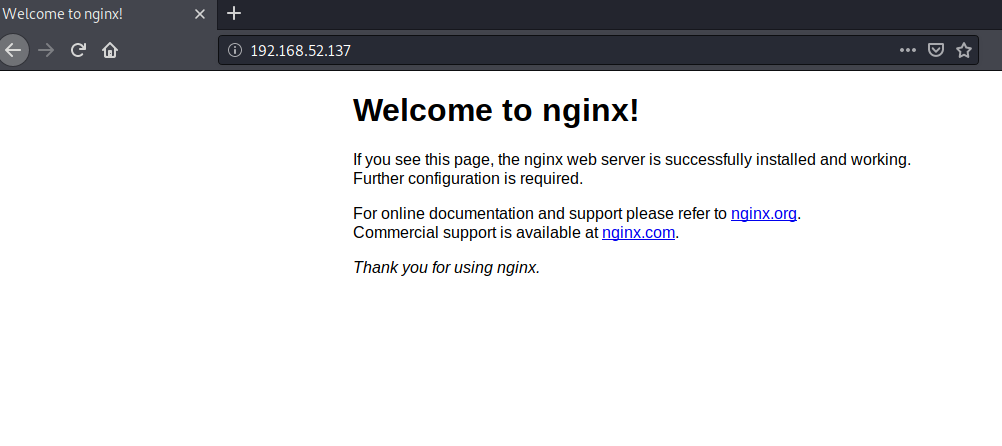 Welcome to nginx!
192.168.52.137
Welcome to nginx!
If you see this page, the nginx web server is successfully installed and working.
Further configuration is required.
For online documentation and support please refer to nginx.org.
Commercial support is available at nginx.com.
Thank you for using nginx.